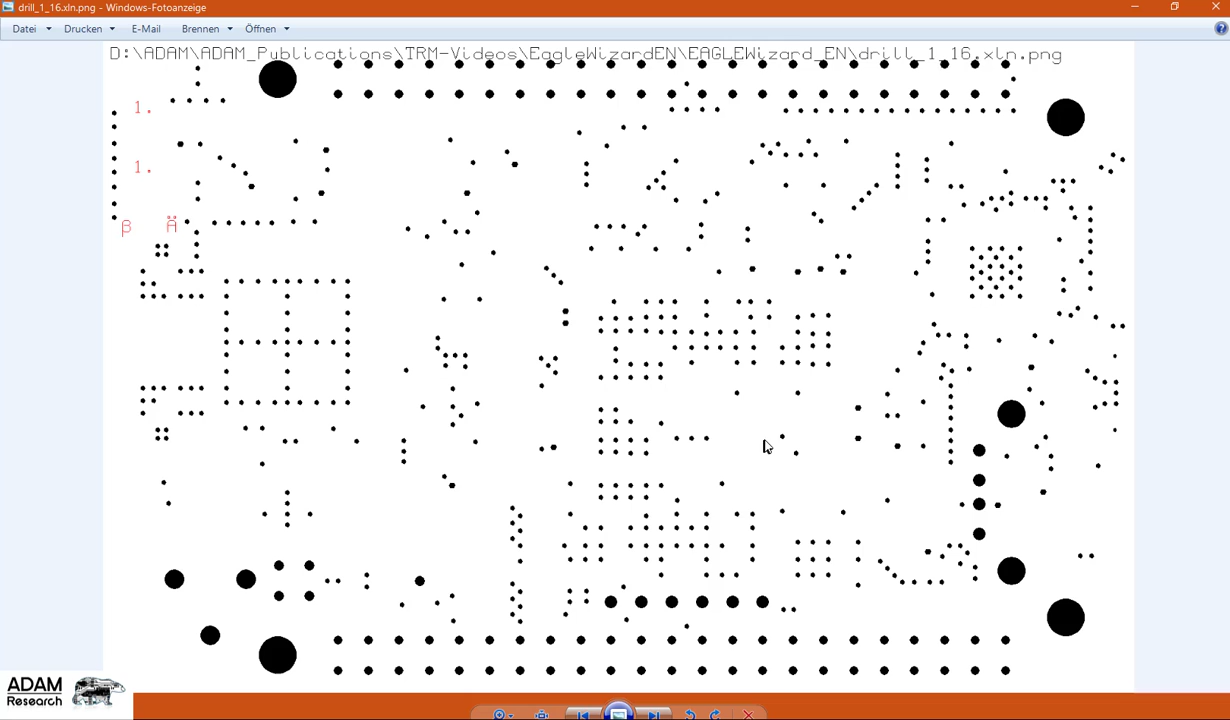 drill_1_16.xln.png - Windows-Fotoanzeige
Datei Drucken E-Mail Brennen Öffnen
D:\ADAM\ADAM_Publications\TRM-Videos\EagleWizardEN\EAGLEWizard_EN\drill_1_16.xln.png
1.
1.
β Ä
ADAM
Research